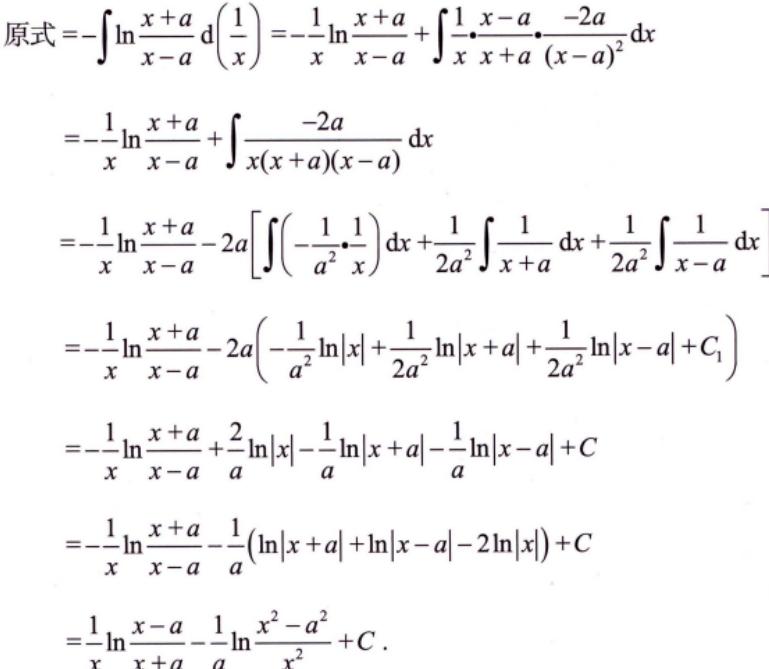 原式 = −∫ ln (x+a)/(x−a) d(1/x) = −(1/x) ln (x+a)/(x−a) + ∫ (1/x)·(x−a)/(x+a)·(−2a)/(x−a)² dx
= −(1/x) ln (x+a)/(x−a) + ∫ (−2a)/(x(x+a)(x−a)) dx
= −(1/x) ln (x+a)/(x−a) − 2a[∫(−(1/a²)·(1/x)) dx + (1/2a²) ∫ 1/(x+a) dx + (1/2a²) ∫ 1/(x−a) dx]
= −(1/x) ln (x+a)/(x−a) − 2a(−(1/a²) ln|x| + (1/2a²) ln|x+a| + (1/2a²) ln|x−a| + C₁)
= −(1/x) ln (x+a)/(x−a) + (2/a) ln|x| − (1/a) ln|x+a| − (1/a) ln|x−a| + C
= −(1/x) ln (x+a)/(x−a) − (1/a)(ln|x+a| + ln|x−a| − 2ln|x|) + C
= (1/x) ln (x−a)/(x+a) − (1/a) ln (x²−a²)/x² + C .